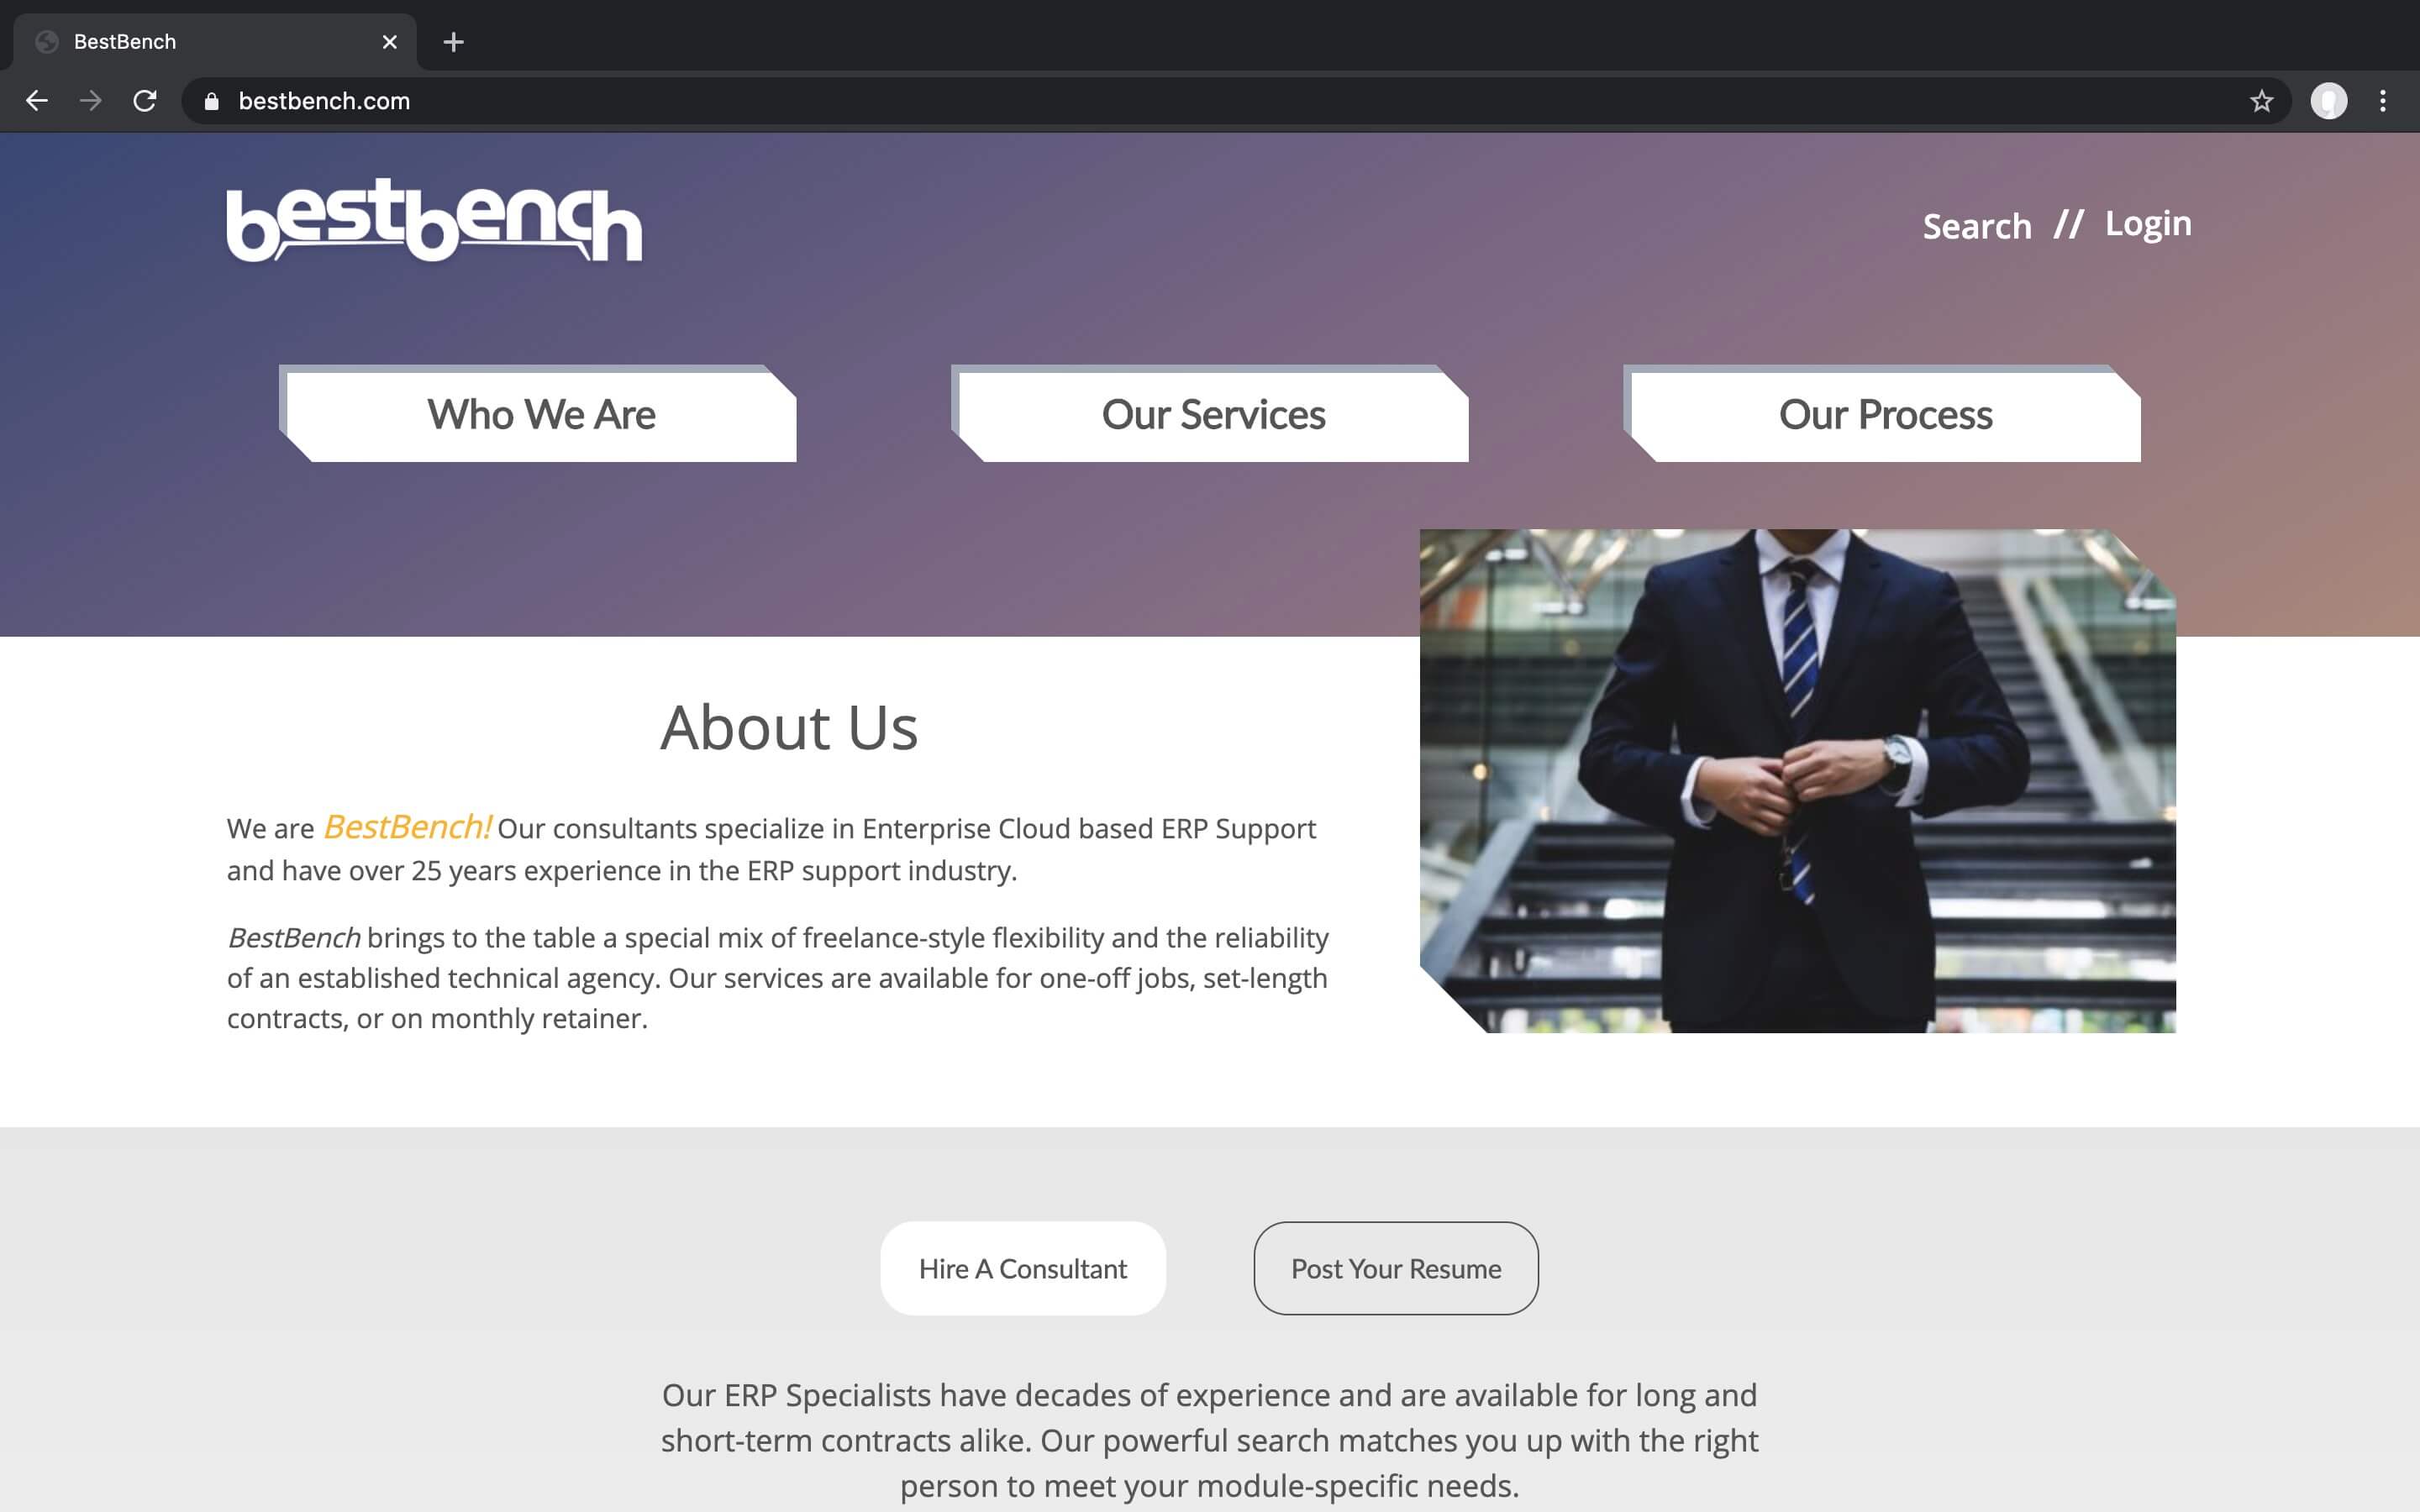 BestBench
bestbench.com
bestbench
Search // Login
Who We Are
Our Services
Our Process
About Us
We are BestBench! Our consultants specialize in Enterprise Cloud based ERP Support
and have over 25 years experience in the ERP support industry.
BestBench brings to the table a special mix of freelance-style flexibility and the reliability
of an established technical agency. Our services are available for one-off jobs, set-length
contracts, or on monthly retainer.
Hire A Consultant
Post Your Resume
Our ERP Specialists have decades of experience and are available for long and
short-term contracts alike. Our powerful search matches you up with the right
person to meet your module-specific needs.